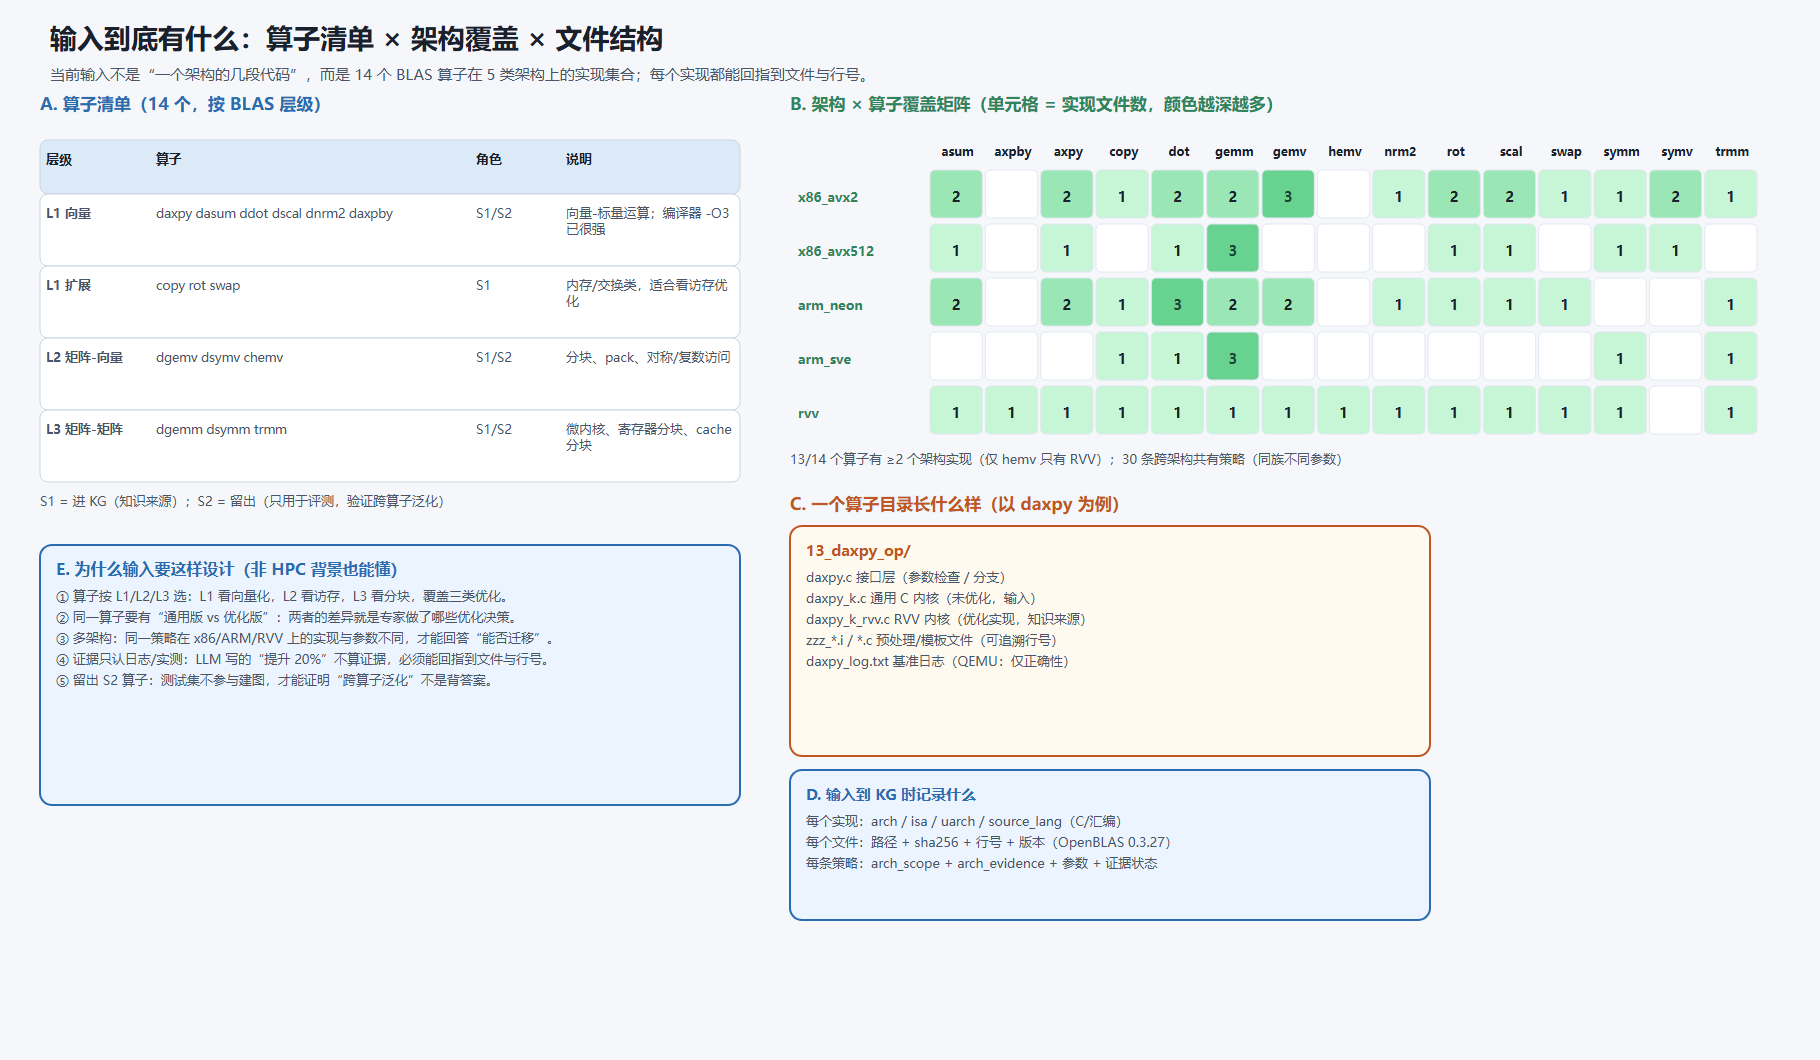 输入到底有什么：算子清单 × 架构覆盖 × 文件结构
当前输入不是“一个架构的几段代码”，而是 14 个 BLAS 算子在 5 类架构上的实现集合；每个实现都能回指到文件与行号。
A. 算子清单（14 个，按 BLAS 层级）
层级 算子 角色 说明
L1 向量 daxpy dasum ddot dscal dnrm2 daxpby S1/S2 向量-标量运算；编译器 -O3
已很强
L1 扩展 copy rot swap S1 内存/交换类，适合看访存优
化
L2 矩阵-向量 dgemv dsymv chemv S1/S2 分块、pack、对称/复数访问
L3 矩阵-矩阵 dgemm dsymm trmm S1/S2 微内核、寄存器分块、cache
分块
S1 = 进 KG（知识来源）；S2 = 留出（只用于评测，验证跨算子泛化）
E. 为什么输入要这样设计（非 HPC 背景也能懂）
① 算子按 L1/L2/L3 选：L1 看向量化，L2 看访存，L3 看分块，覆盖三类优化。
② 同一算子要有“通用版 vs 优化版”：两者的差异就是专家做了哪些优化决策。
③ 多架构：同一策略在 x86/ARM/RVV 上的实现与参数不同，才能回答“能否迁移”。
④ 证据只认日志/实测：LLM 写的“提升 20%”不算证据，必须能回指到文件与行号。
⑤ 留出 S2 算子：测试集不参与建图，才能证明“跨算子泛化”不是背答案。
B. 架构 × 算子覆盖矩阵（单元格 = 实现文件数，颜色越深越多）
asum axpby axpy copy dot gemm gemv hemv nrm2 rot scal swap symm symv trmm
x86_avx2 2 2 1 2 2 3 1 2 2 1 1 2 1
x86_avx512 1 1 1 3 1 1 1 1
arm_neon 2 2 1 3 2 2 1 1 1 1 1
arm_sve 1 1 3 1 1
rvv 1 1 1 1 1 1 1 1 1 1 1 1 1 1
13/14 个算子有 ≥2 个架构实现（仅 hemv 只有 RVV）；30 条跨架构共有策略（同族不同参数）
C. 一个算子目录长什么样（以 daxpy 为例）
13_daxpy_op/
daxpy.c 接口层（参数检查 / 分支）
daxpy_k.c 通用 C 内核（未优化，输入）
daxpy_k_rvv.c RVV 内核（优化实现，知识来源）
zzz_*.i / *.c 预处理/模板文件（可追溯行号）
daxpy_log.txt 基准日志（QEMU：仅正确性）
D. 输入到 KG 时记录什么
每个实现：arch / isa / uarch / source_lang（C/汇编）
每个文件：路径 + sha256 + 行号 + 版本（OpenBLAS 0.3.27）
每条策略：arch_scope + arch_evidence + 参数 + 证据状态